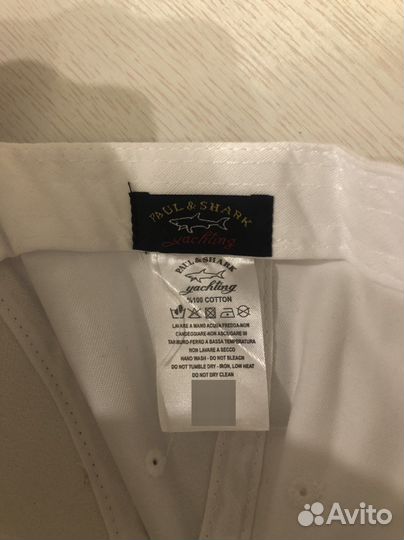 PAUL & SHARK
yachting
PAUL & SHARK
yachting
%100 COTTON
LAVARE A MANO ACQUA FREDDA-NON
CANDEGGIARE-NON ASCIUGARE IN
TAMBURO-FERRO A BASSA TEMPERATURA
NON LAVARE A SECCO
HAND WASH - DO NOT BLEACH
DO NOT TUMBLE DRY - IRON, LOW HEAT
DO NOT DRY CLEAN
Avito